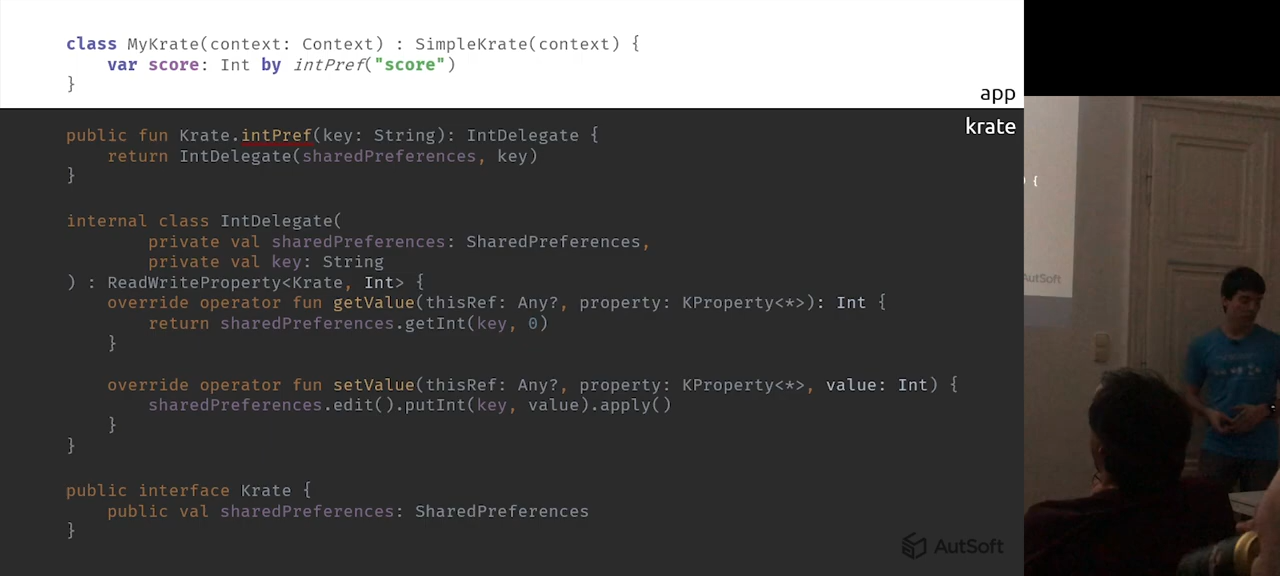 class MyKrate(context: Context) : SimpleKrate(context) {
    var score: Int by intPref("score")
}
app
krate
public fun Krate.intPref(key: String): IntDelegate {
    return IntDelegate(sharedPreferences, key)
}
internal class IntDelegate(
        private val sharedPreferences: SharedPreferences,
        private val key: String
) : ReadWriteProperty<Krate, Int> {
    override operator fun getValue(thisRef: Any?, property: KProperty<*>): Int {
        return sharedPreferences.getInt(key, 0)
    }
    override operator fun setValue(thisRef: Any?, property: KProperty<*>, value: Int) {
        sharedPreferences.edit().putInt(key, value).apply()
    }
}
public interface Krate {
    public val sharedPreferences: SharedPreferences
}
AutSoft
{
AutSoft